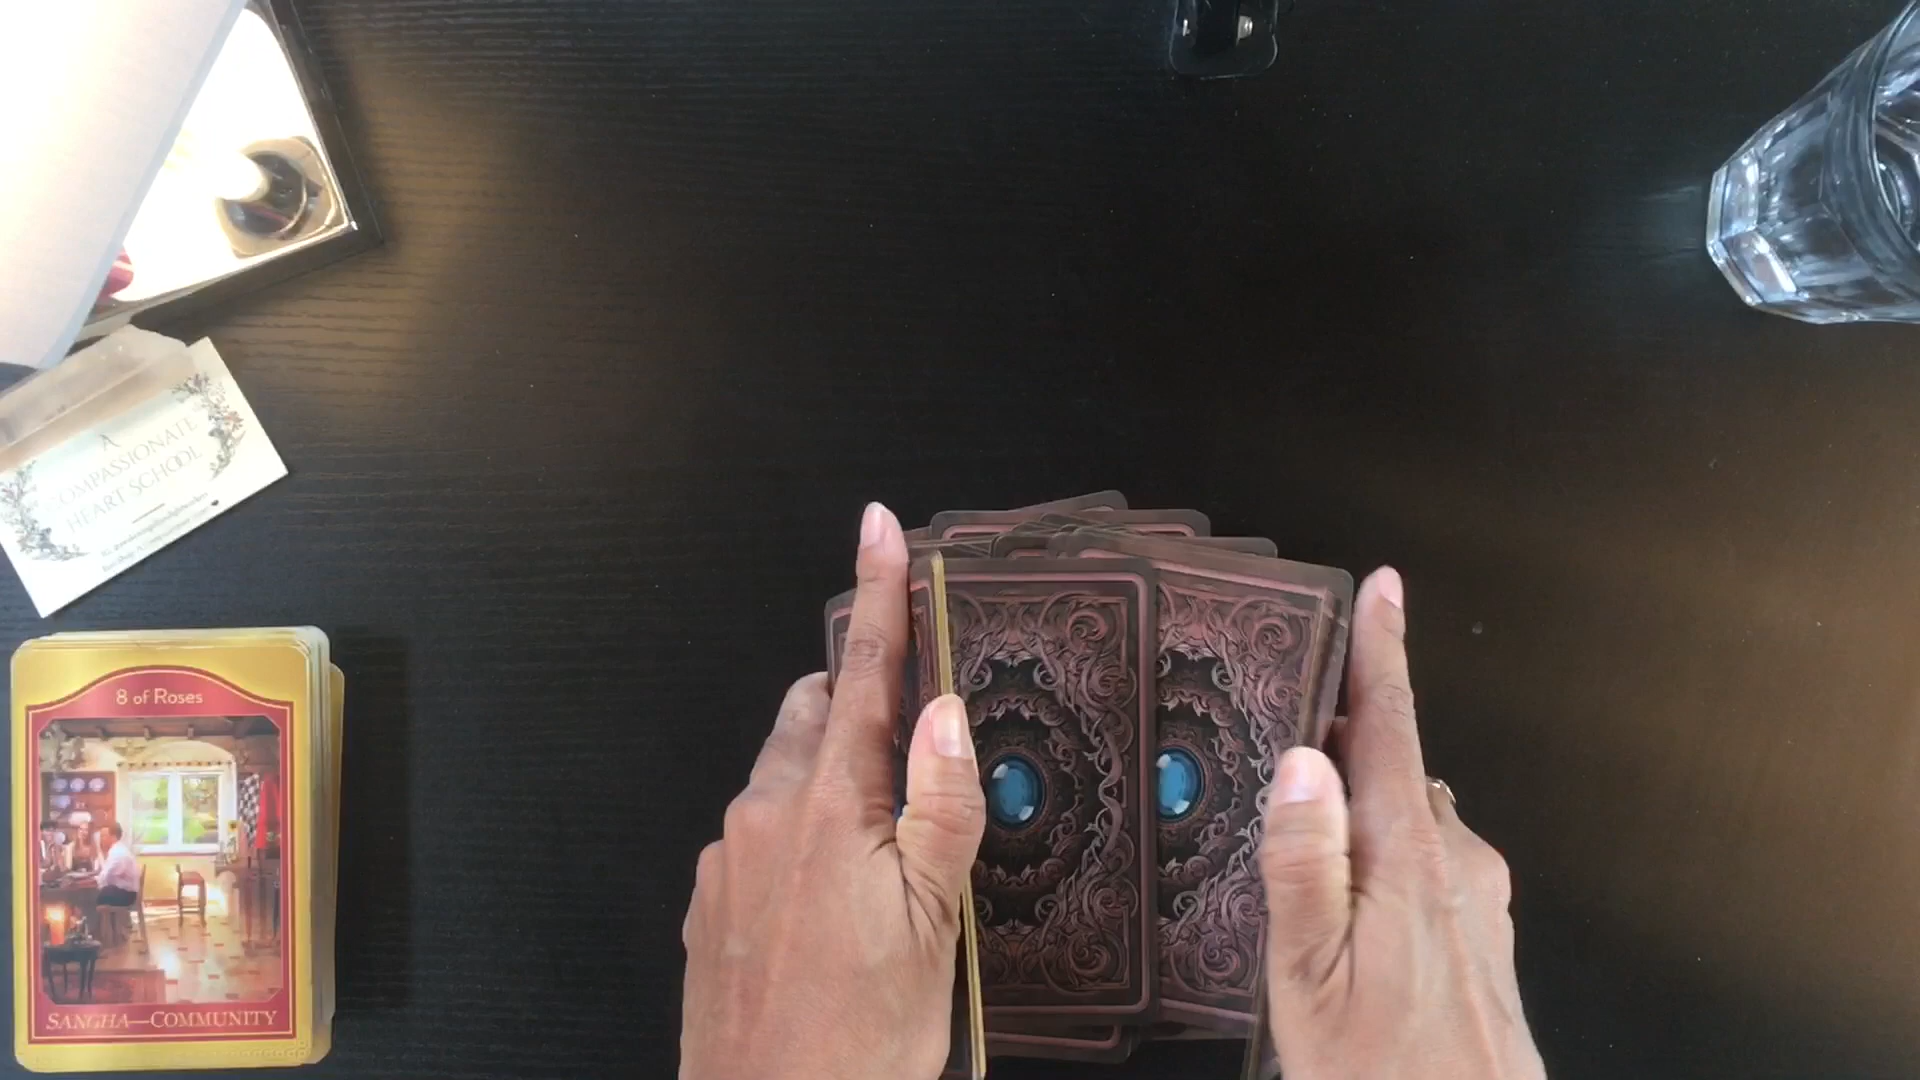 A
COMPASSIONATE
HEART SCHOOL
8 of Roses
SANGHA—COMMUNITY